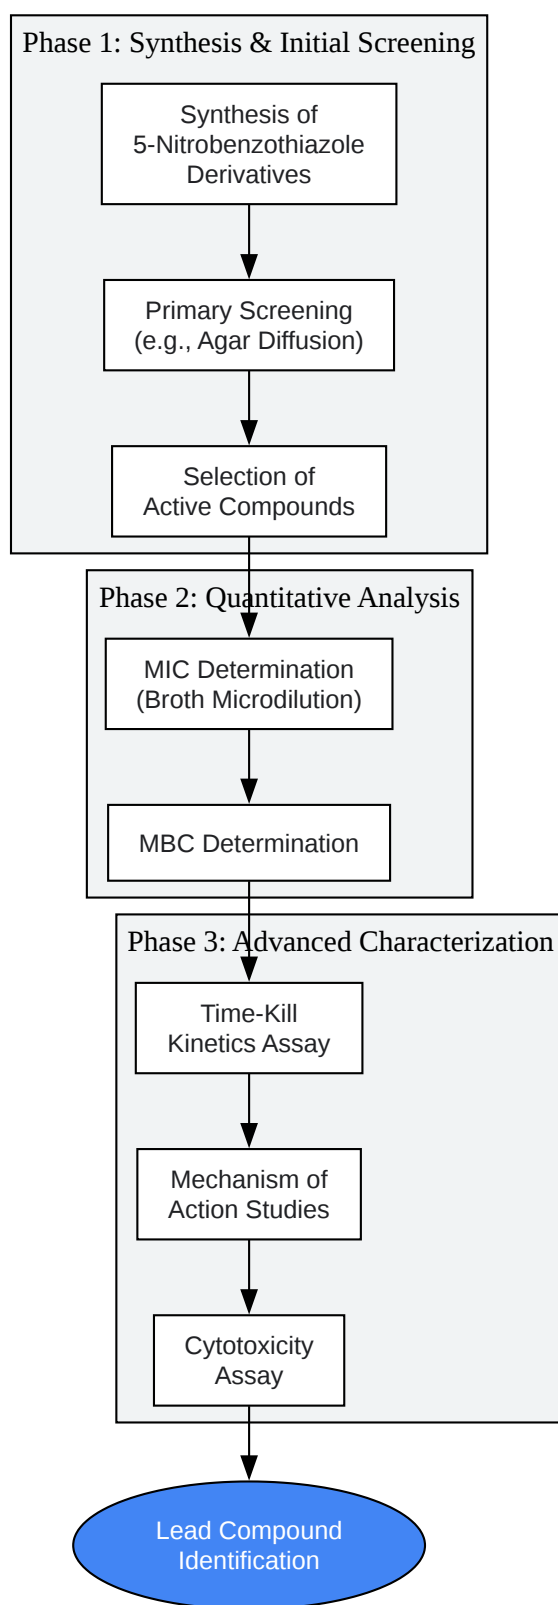 Phase 1: Synthesis & Initial Screening
Synthesis of
5-Nitrobenzothiazole
Derivatives
Primary Screening
(e.g., Agar Diffusion)
Selection of
Active Compounds
Phase 2: Quantitative Analysis
MIC Determination
(Broth Microdilution)
MBC Determination
Phase 3: Advanced Characterization
Time-Kill
Kinetics Assay
Mechanism of
Action Studies
Cytotoxicity
Assay
Lead Compound
Identification